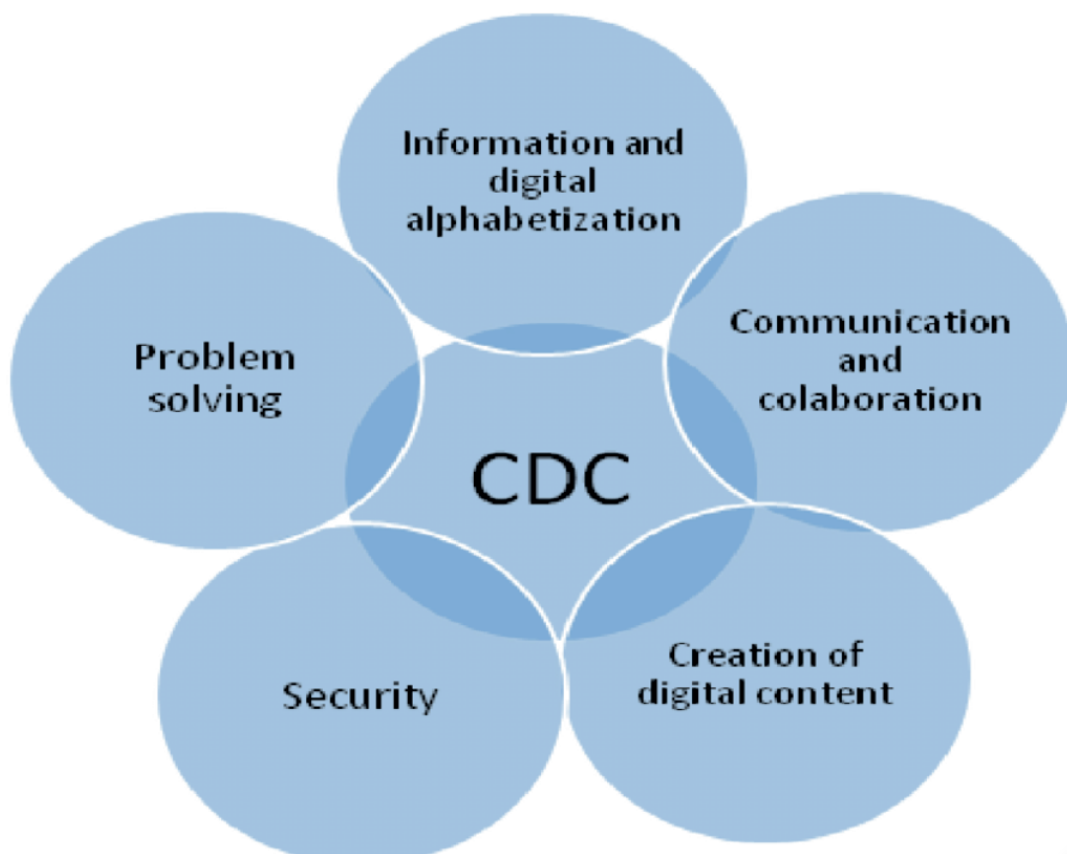 Information and
digital
alphabetization
Communication
and
colaboration
Problem
solving
CDC
Creation of
digital content
Security